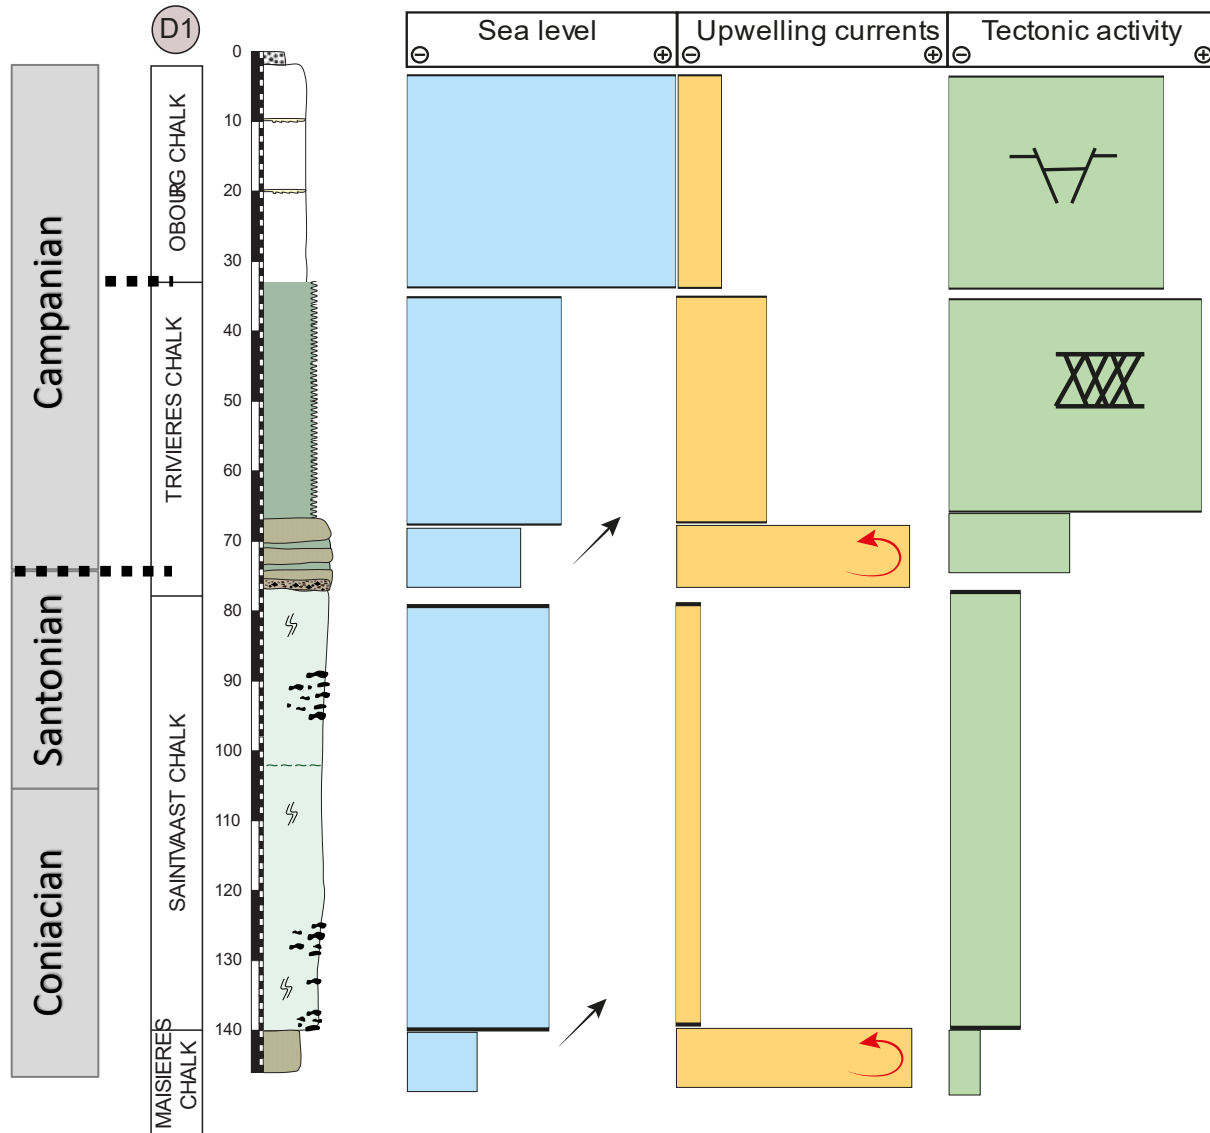 D1
Sea level
Upwelling currents
Tectonic activity
⊖ ⊕ ⊖ ⊕ ⊖ ⊕
Campanian
Santonian
Coniacian
OBOURG CHALK
TRIVIERES CHALK
SAINTVAAST CHALK
MAISIERES
CHALK
0
10
20
30
40
50
60
70
80
90
100
110
120
130
140